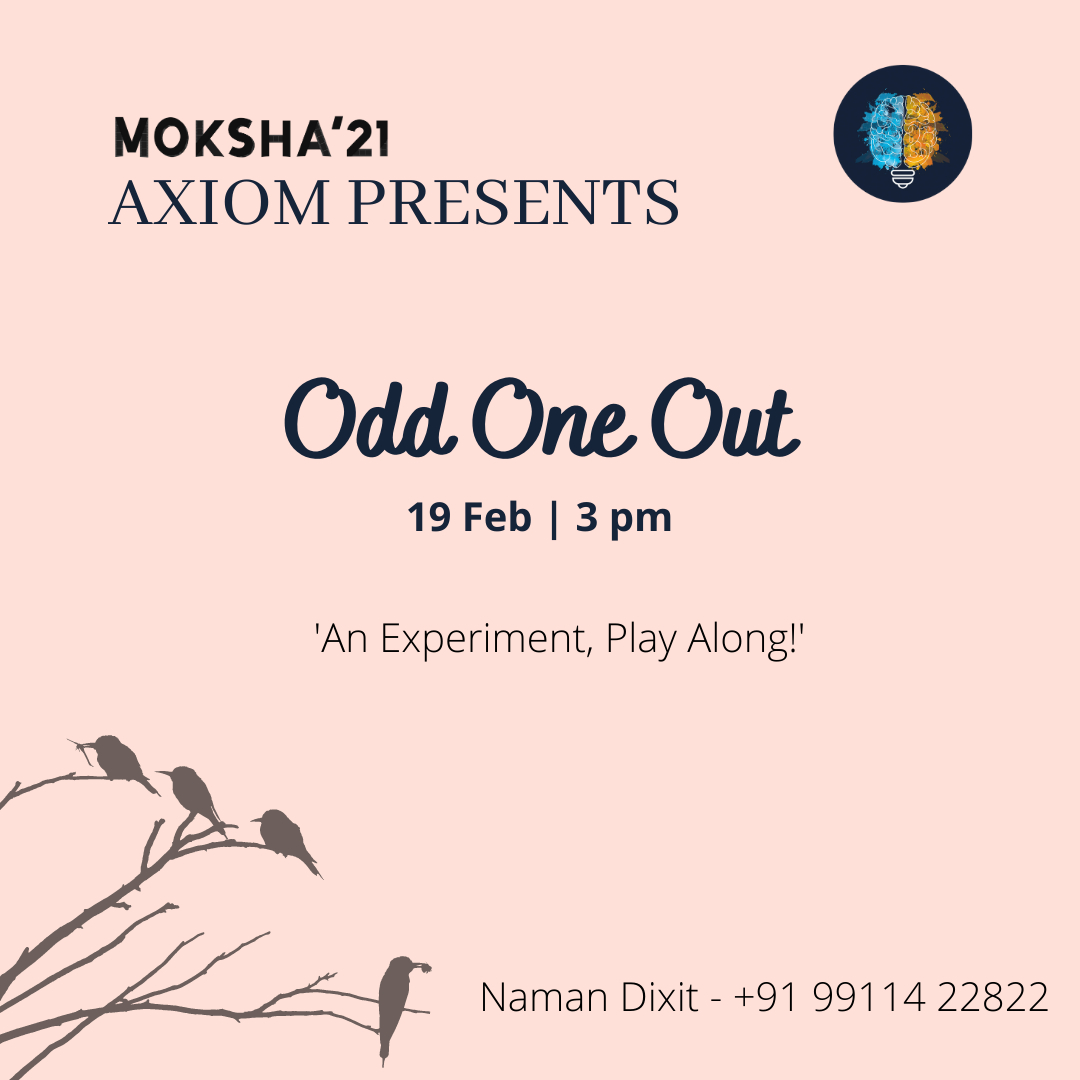 MOKSHA'21
AXIOM PRESENTS
Odd One Out
19 Feb | 3 pm
'An Experiment, Play Along!'
Naman Dixit - +91 99114 22822